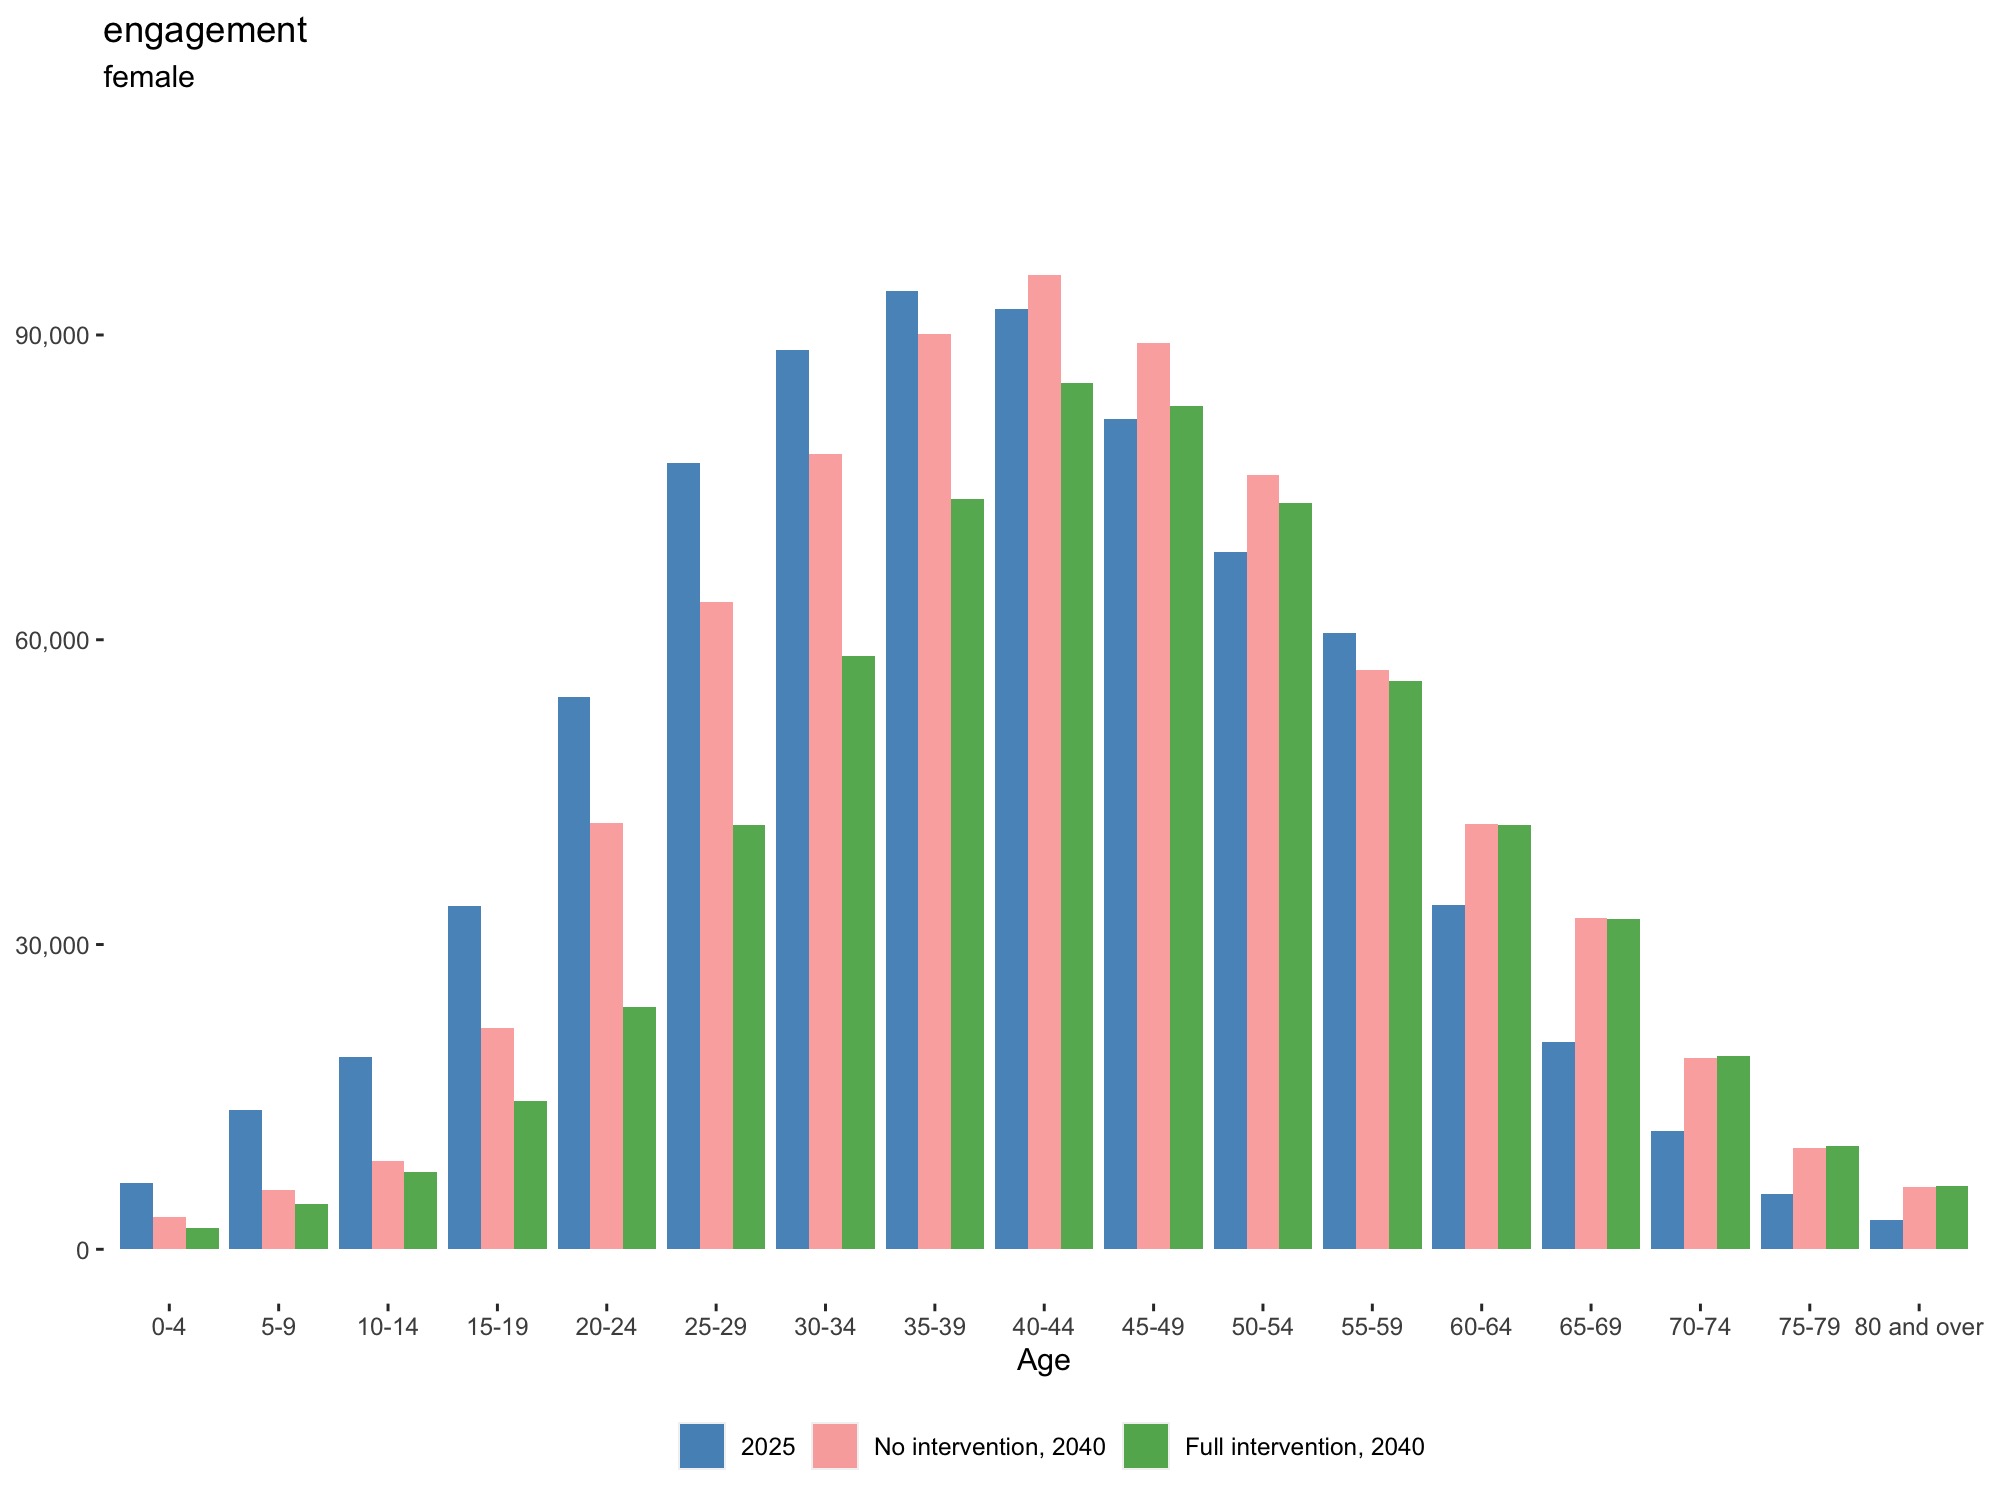 engagement
female
90,000
60,000
30,000
0
0-4 5-9 10-14 15-19 20-24 25-29 30-34 35-39 40-44 45-49 50-54 55-59 60-64 65-69 70-74 75-79 80 and over
Age
2025 No intervention, 2040 Full intervention, 2040